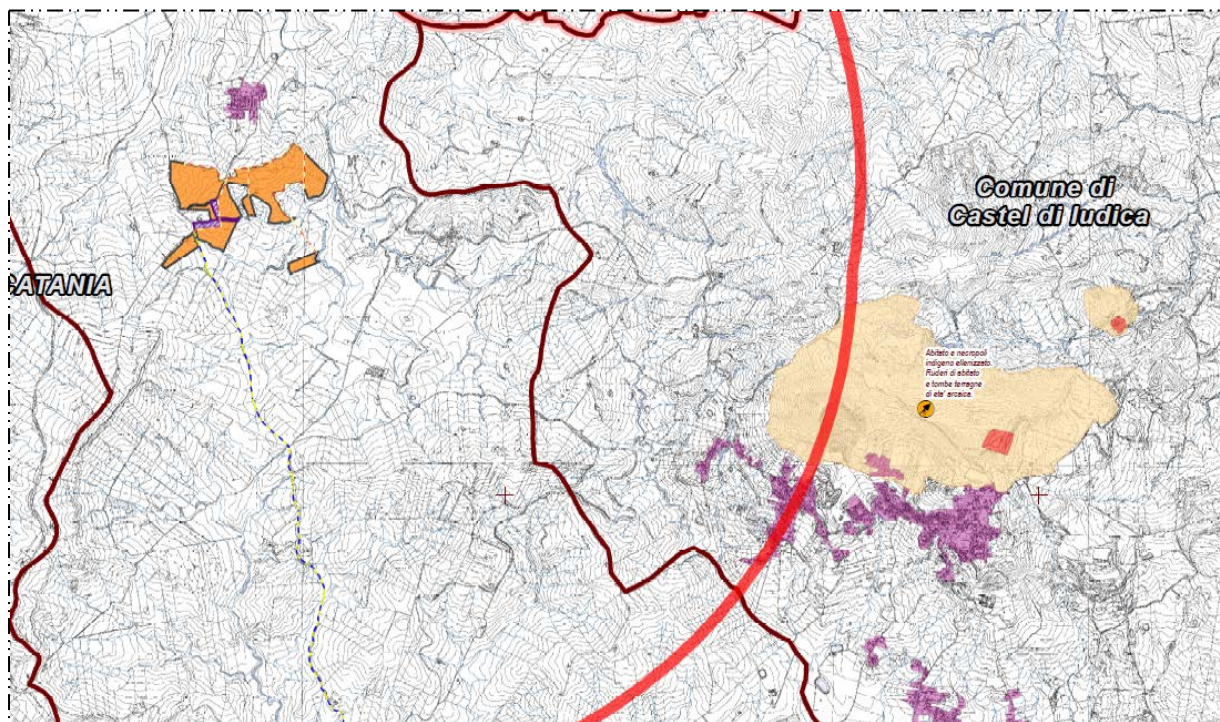 Comune di
Castel di Iudica
CATANIA
Abitato e necropoli
indigeno ellenizzato.
Ruderi di abitato
e tombe terragne
di eta' arcaica.